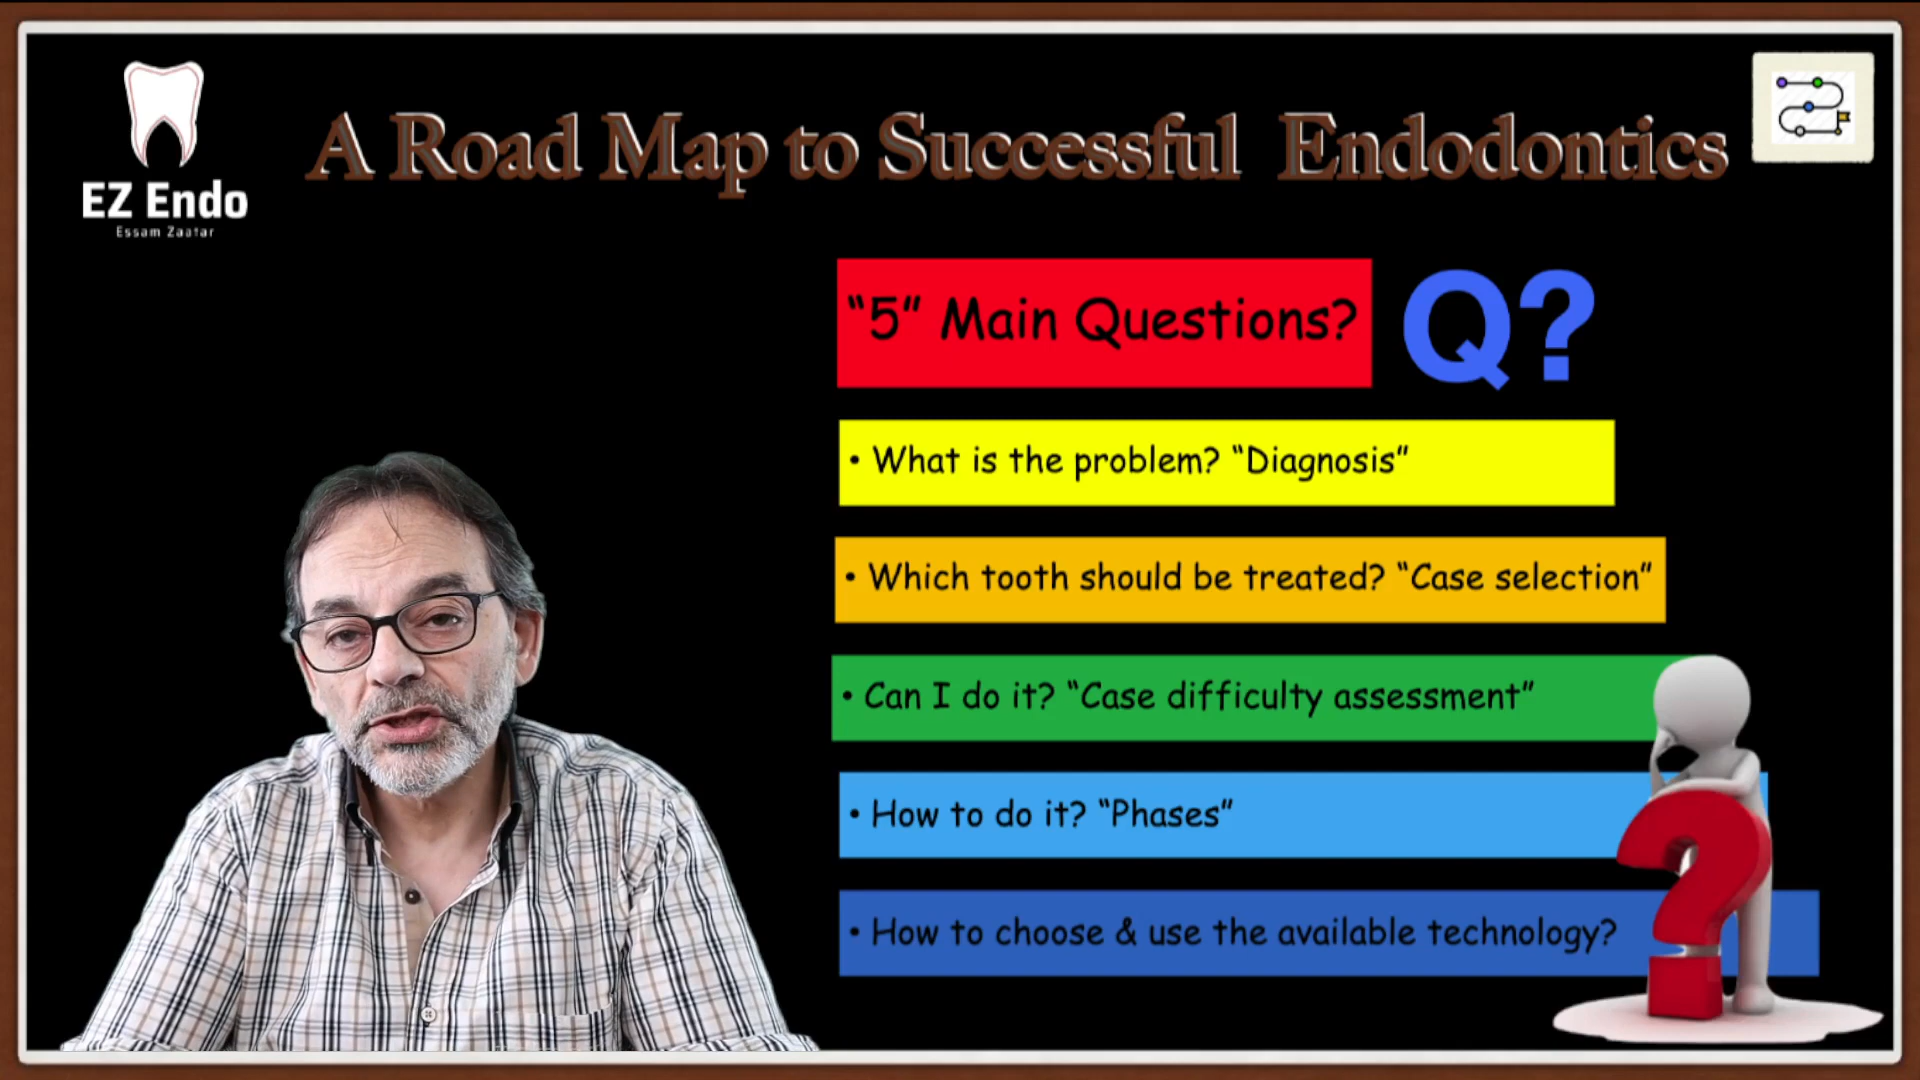 EZ Endo
Essam Zaatar
A Road Map to Successful Endodontics
“5” Main Questions?
Q?
• What is the problem? “Diagnosis”
• Which tooth should be treated? “Case selection”
• Can I do it? “Case difficulty assessment”
• How to do it? “Phases”
• How to choose & use the available technology?